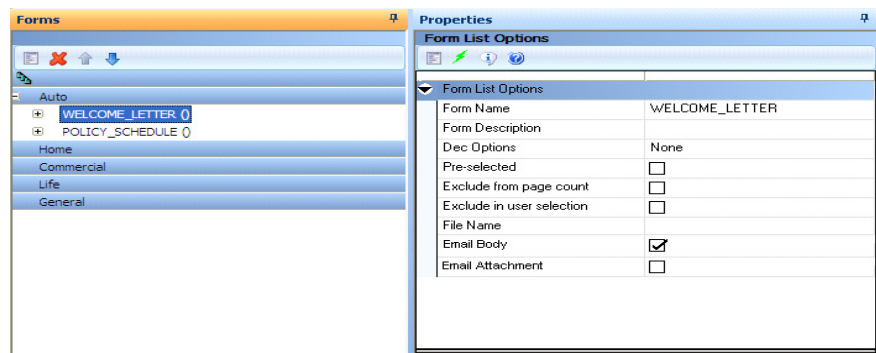 Forms
Auto
WELCOME_LETTER ()
POLICY_SCHEDULE ()
Home
Commercial
Life
General
Properties
Form List Options
Form List Options
Form Name WELCOME_LETTER
Form Description
Dec Options None
Pre-selected
Exclude from page count
Exclude in user selection
File Name
Email Body
Email Attachment